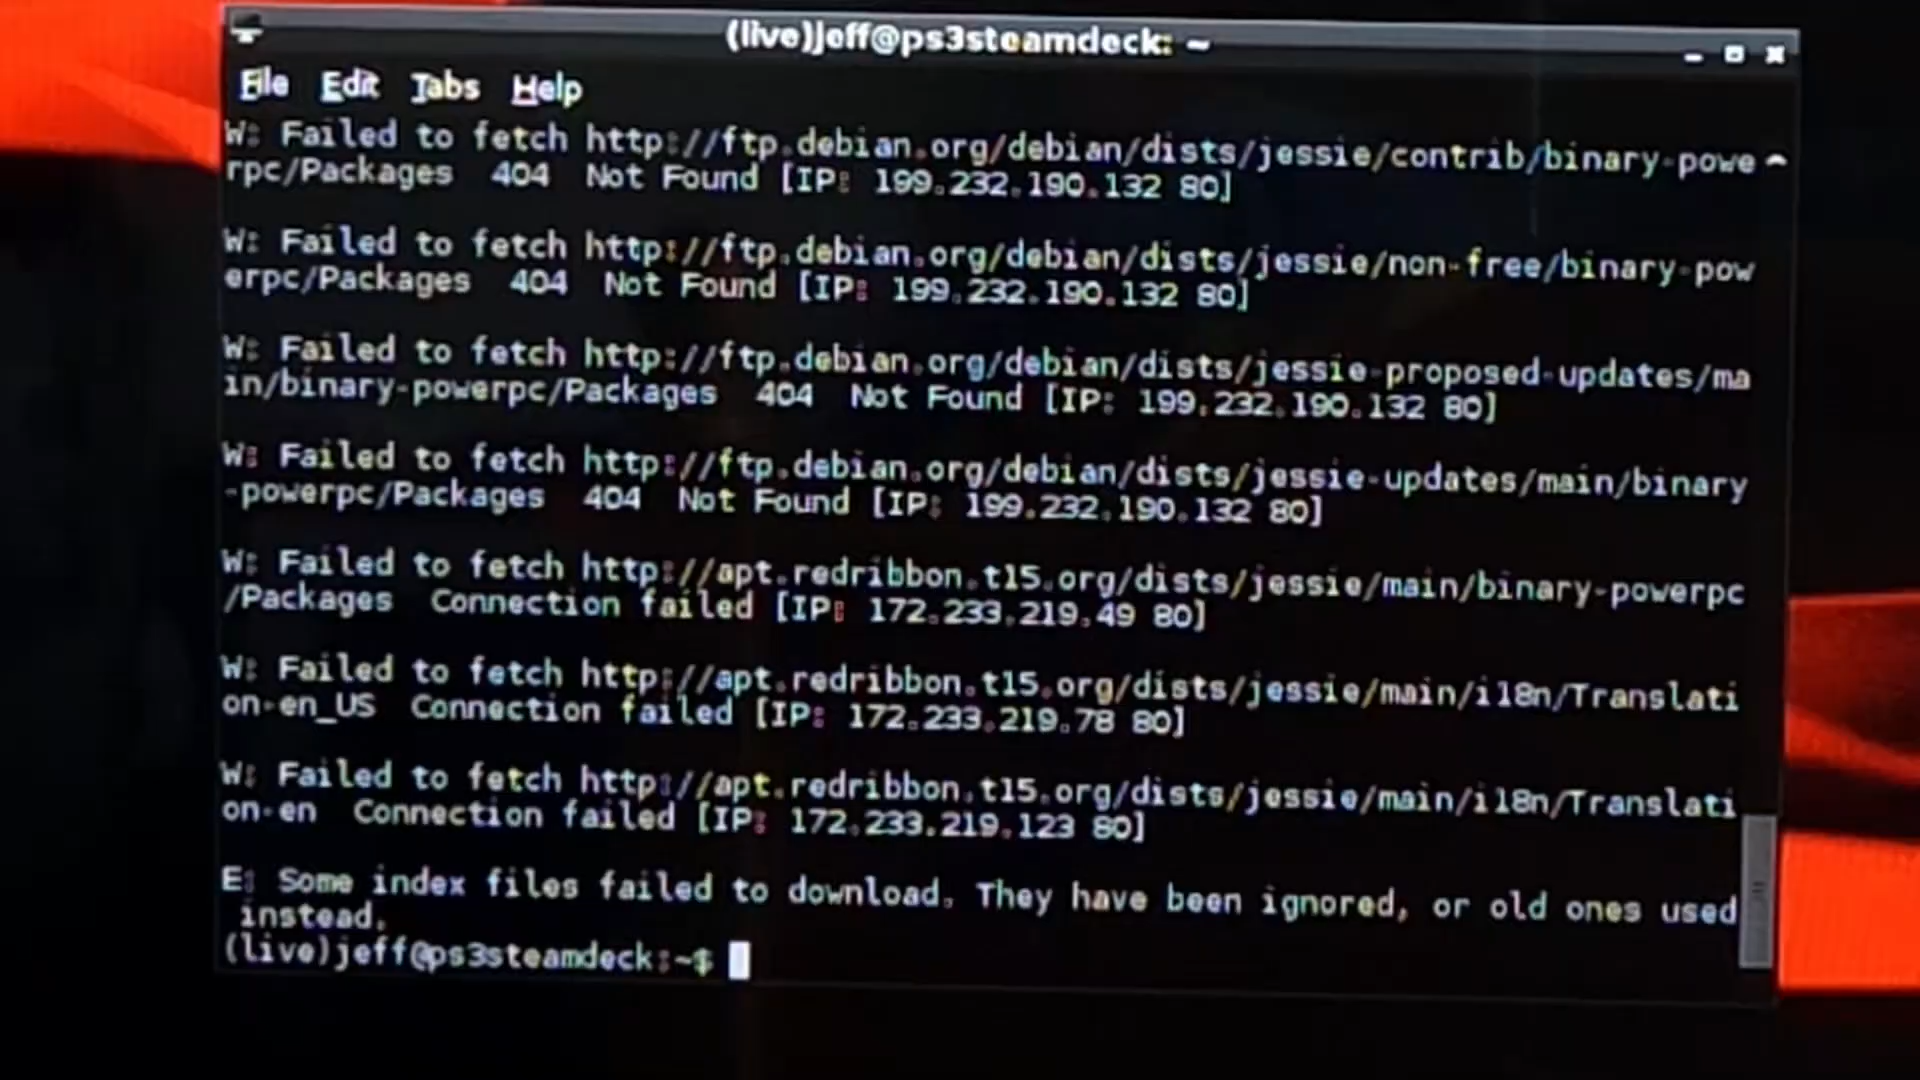 (live)jeff@ps3steamdeck: ~
File Edit Tabs Help
W: Failed to fetch http://ftp.debian.org/debian/dists/jessie/contrib/binary-powe
rpc/Packages  404  Not Found [IP: 199.232.190.132 80]
W: Failed to fetch http://ftp.debian.org/debian/dists/jessie/non-free/binary-pow
erpc/Packages  404  Not Found [IP: 199.232.190.132 80]
W: Failed to fetch http://ftp.debian.org/debian/dists/jessie-proposed-updates/ma
in/binary-powerpc/Packages  404  Not Found [IP: 199.232.190.132 80]
W: Failed to fetch http://ftp.debian.org/debian/dists/jessie-updates/main/binary
-powerpc/Packages  404  Not Found [IP: 199.232.190.132 80]
W: Failed to fetch http://apt.redribbon.t15.org/dists/jessie/main/binary-powerpc
/Packages  Connection failed [IP: 172.233.219.49 80]
W: Failed to fetch http://apt.redribbon.t15.org/dists/jessie/main/i18n/Translati
on-en_US  Connection failed [IP: 172.233.219.78 80]
W: Failed to fetch http://apt.redribbon.t15.org/dists/jessie/main/i18n/Translati
on-en  Connection failed [IP: 172.233.219.123 80]
E: Some index files failed to download. They have been ignored, or old ones used
instead.
(live)jeff@ps3steamdeck:~$